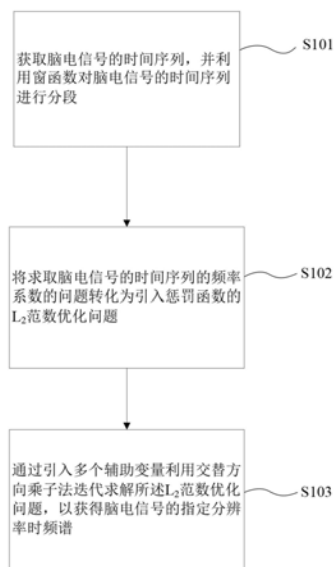 获取脑电信号的时间序列，并利
用窗函数对脑电信号的时间序列
进行分段
S101
将求取脑电信号的时间序列的频率
系数的问题转化为引入惩罚函数的
L₂范数优化问题
S102
通过引入多个辅助变量利用交替方
向乘子法迭代求解所述L₂范数优化
问题，以获得脑电信号的指定分辨
率时频谱
S103